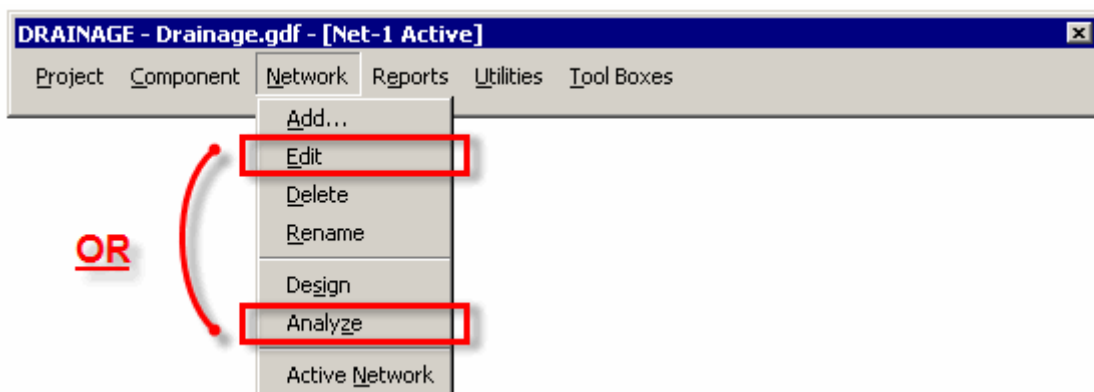 DRAINAGE - Drainage.gdf - [Net-1 Active]
Project Component Network Reports Utilities Tool Boxes
Add...
Edit
Delete
Rename
OR
Design
Analyze
Active Network